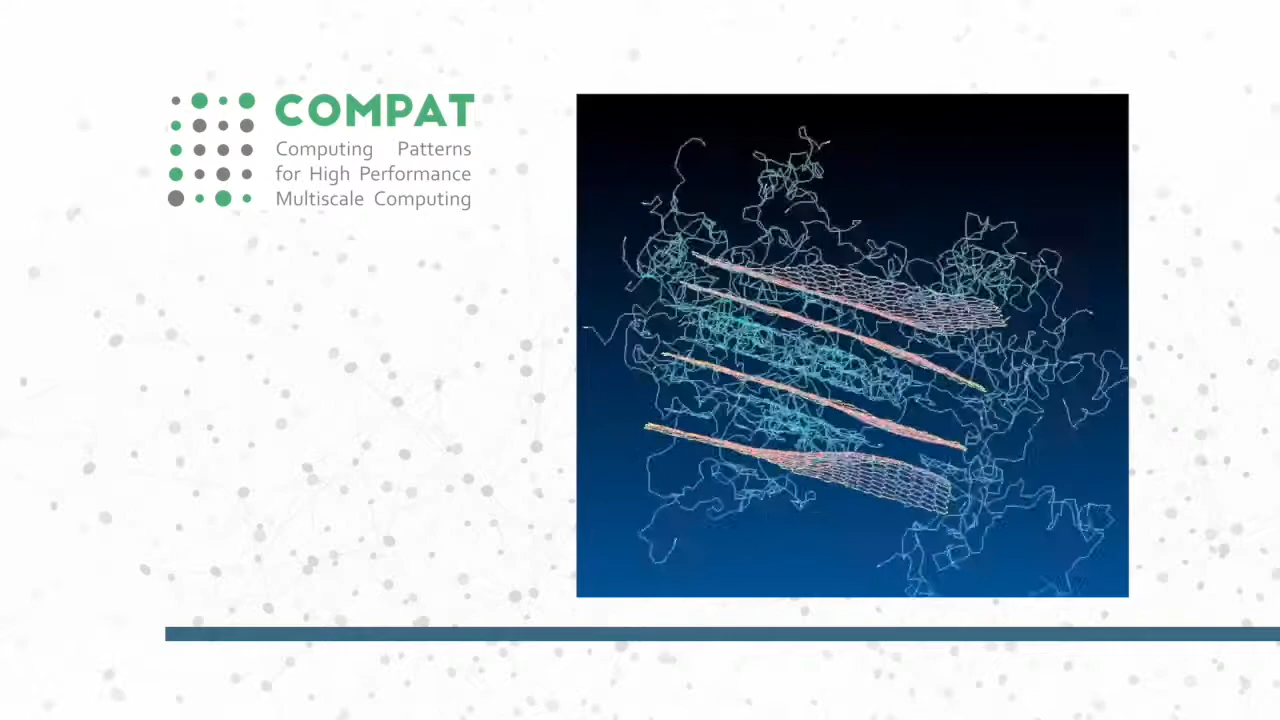 COMPAT
Computing Patterns
for High Performance
Multiscale Computing